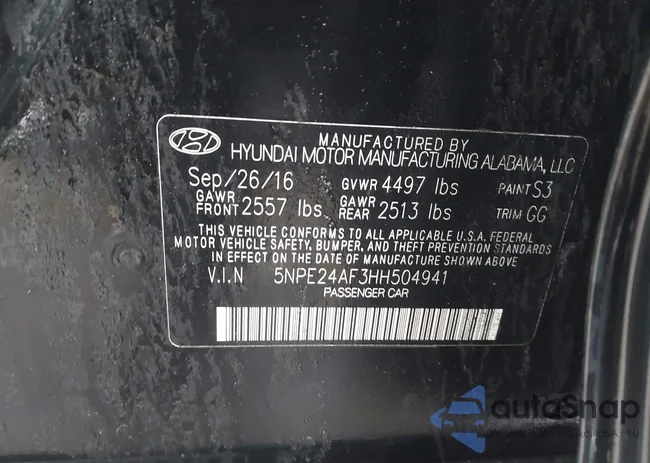 MANUFACTURED BY
HYUNDAI MOTOR MANUFACTURING ALABAMA, LLC
Sep/26/16 GVWR 4497 lbs PAINT S3
GAWR FRONT 2557 lbs GAWR REAR 2513 lbs TRIM GG
THIS VEHICLE CONFORMS TO ALL APPLICABLE U.S.A. FEDERAL
MOTOR VEHICLE SAFETY, BUMPER, AND THEFT PREVENTION STANDARDS
IN EFFECT ON THE DATE OF MANUFACTURE SHOWN ABOVE
V.I.N 5NPE24AF3HH504941
PASSENGER CAR
autoSnap